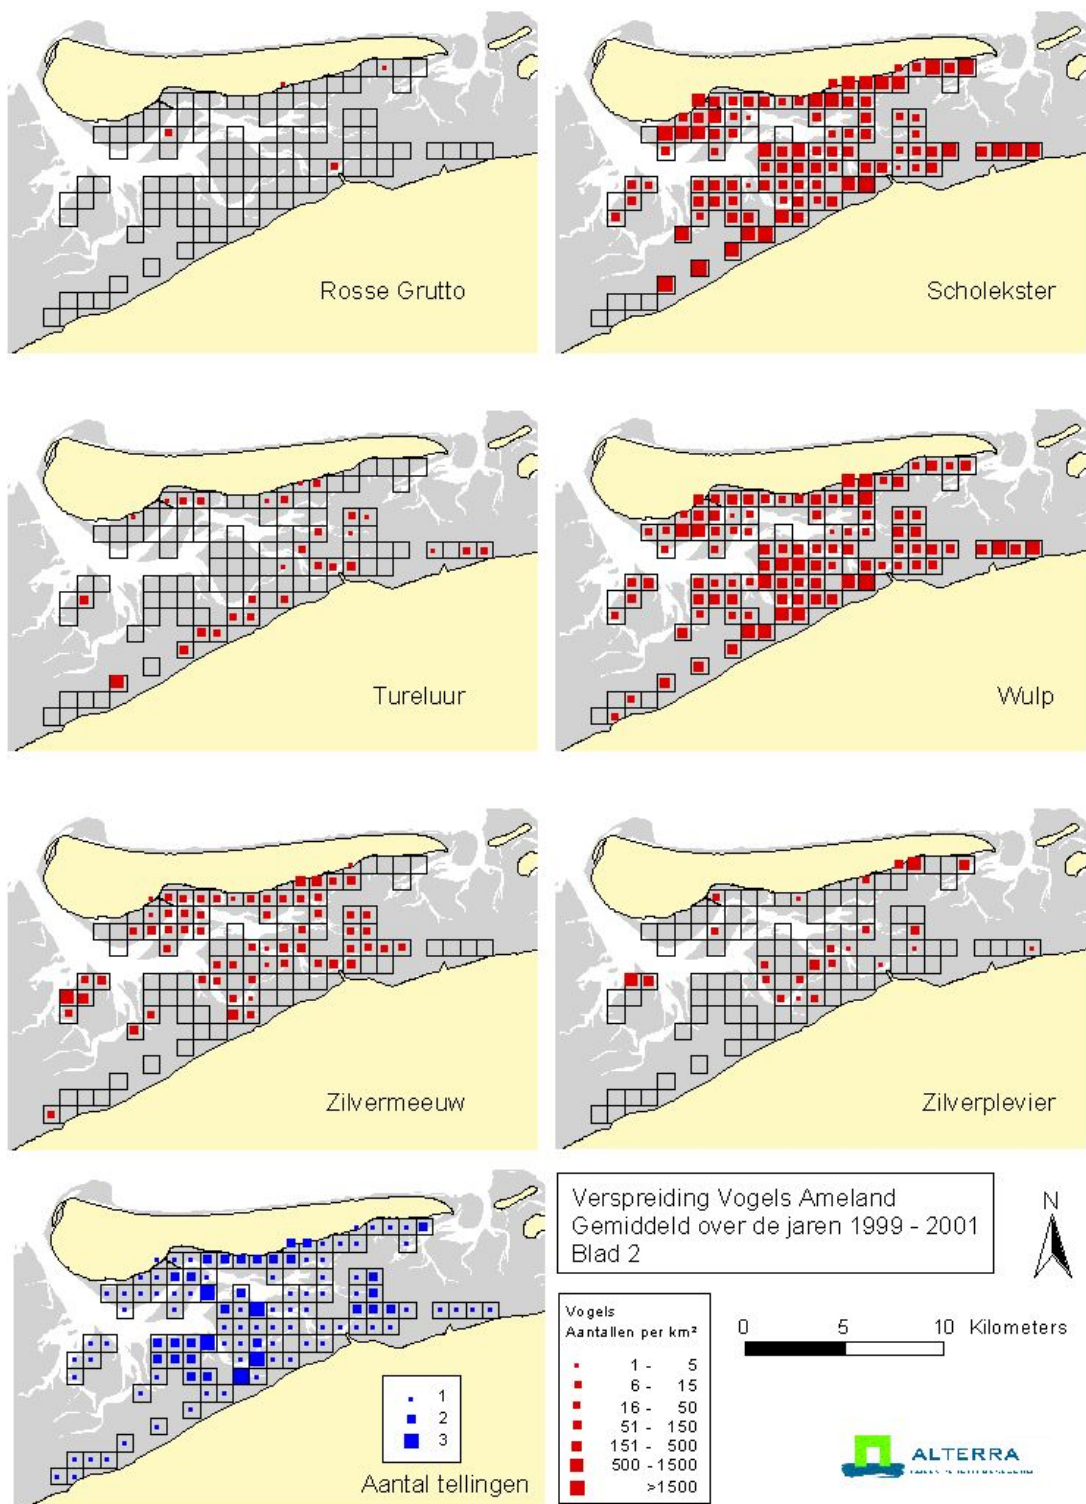 Rosse Grutto
Scholekster
Tureluur
Wulp
Zilvermeeuw
Zilverplevier
1
2
3
Aantal tellingen
Verspreiding Vogels Ameland
Gemiddeld over de jaren 1999 - 2001
Blad 2
N
Vogels
Aantallen per km²
1 - 5
6 - 15
16 - 50
51 - 150
151 - 500
500 - 1500
>1500
0 5 10 Kilometers
ALTERRA